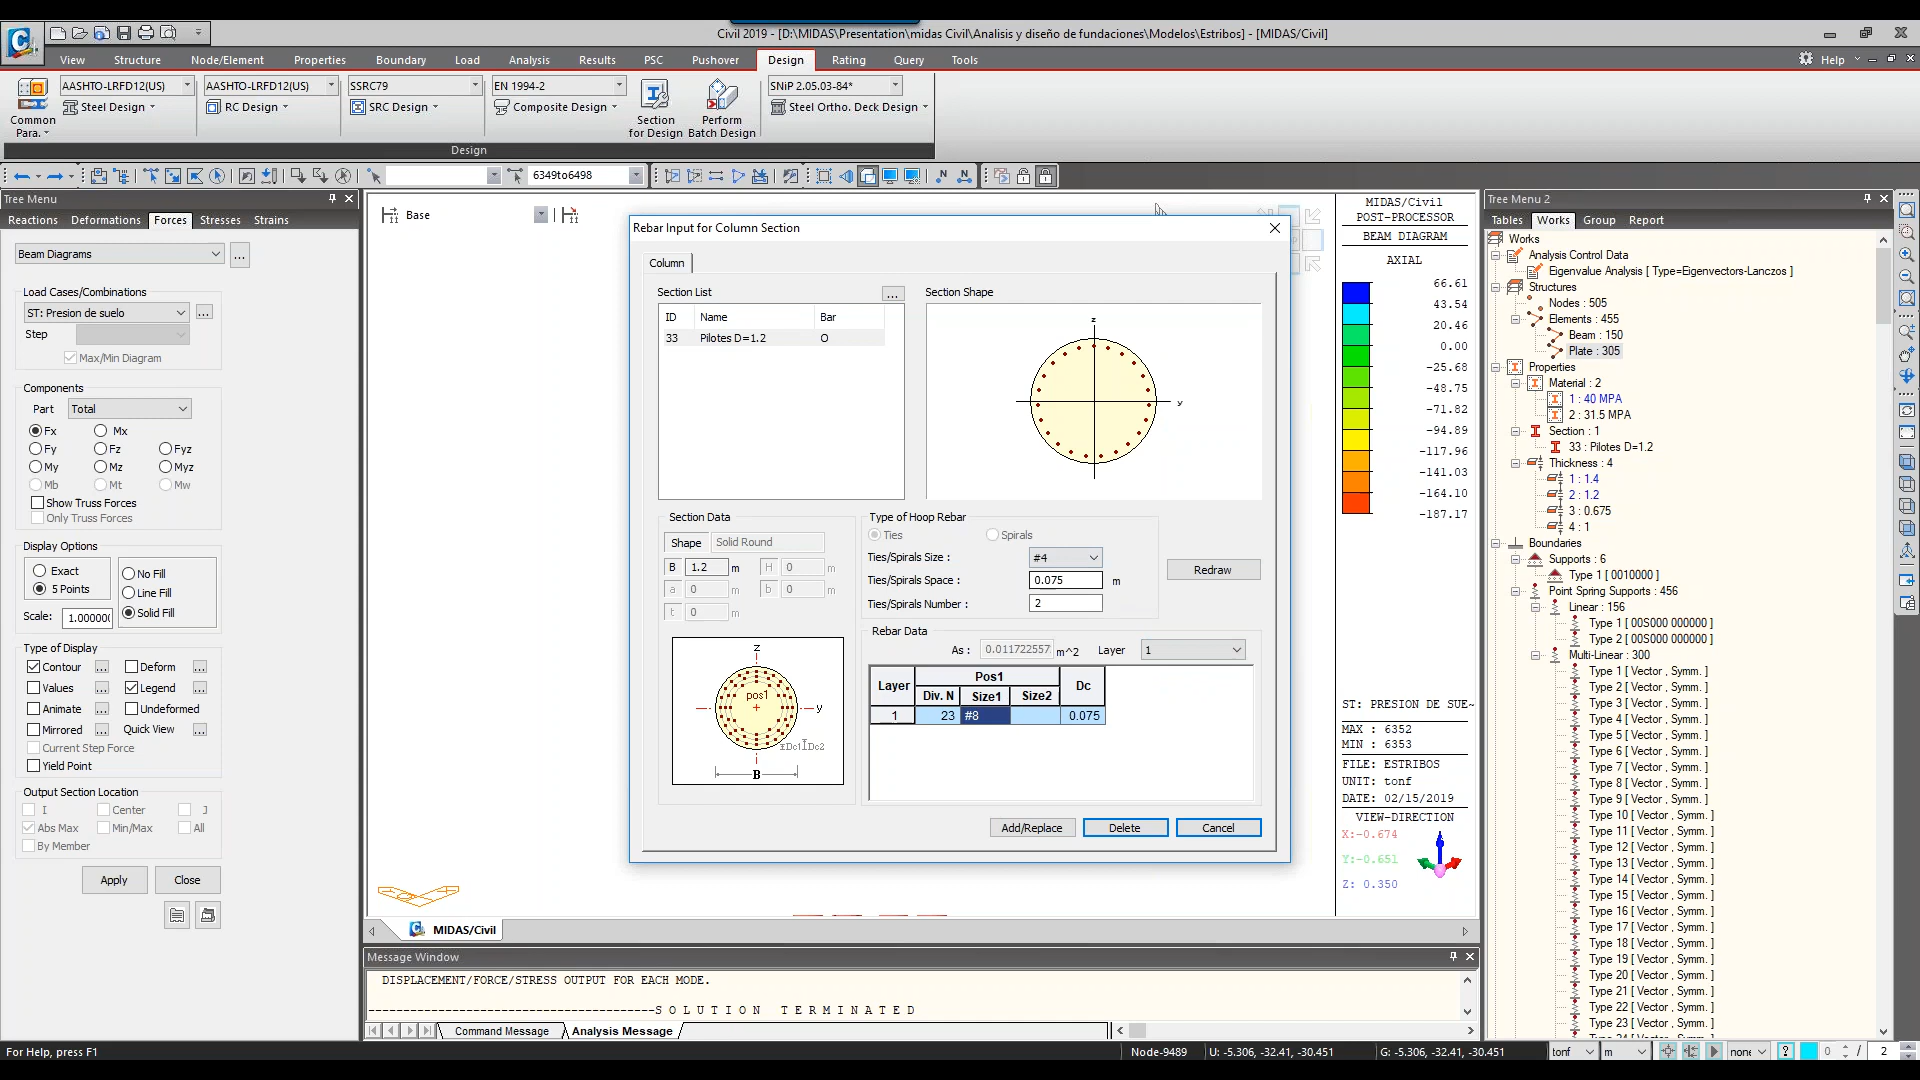 Civil 2019 - [D:\MIDAS\Presentation\midas Civil\Analisis y diseño de fundaciones\Modelos\Estribos] - [MIDAS/Civil]
View Structure Node/Element Properties Boundary Load Analysis Results PSC Pushover Design Rating Query Tools Help
AASHTO-LRFD12(US) AASHTO-LRFD12(US) SSRC79 EN 1994-2 SNiP 2.05.03-84*
Steel Design RC Design SRC Design Composite Design Steel Ortho. Deck Design
Common Para.
Section for Design
Perform Batch Design
Design
6349to6498
Tree Menu
Reactions Deformations Forces Stresses Strains
Beam Diagrams ...
Load Cases/Combinations
ST: Presion de suelo ...
Step
Max/Min Diagram
Components
Part Total
Fx Mx
Fy Fz Fyz
My Mz Myz
Mb Mt Mw
Show Truss Forces
Only Truss Forces
Display Options
Exact
5 Points
No Fill
Line Fill
Solid Fill
Scale: 1.00000
Type of Display
Contour ... Deform ...
Values ... Legend ...
Animate ... Undeformed
Mirrored ... Quick View ...
Current Step Force
Yield Point
Output Section Location
I Center J
Abs Max Min/Max All
By Member
Apply Close
Base
Rebar Input for Column Section
Column
Section List ...
ID Name Bar
33 Pilotes D=1.2 O
Section Shape
z
y
Section Data
Shape Solid Round
B 1.2 m H 0 m
a 0 m b 0 m
t 0 m
z
pos1
y
Dc1 Dc2
B
Type of Hoop Rebar
Ties Spirals
Ties/Spirals Size : #4
Ties/Spirals Space : 0.075 m
Ties/Spirals Number : 2
Redraw
Rebar Data
As : 0.011722557 m^2 Layer 1
Layer Pos1 Dc
Div. N Size1 Size2
1 23 #8 0.075
Add/Replace Delete Cancel
MIDAS/Civil
POST-PROCESSOR
BEAM DIAGRAM
AXIAL
66.61
43.54
20.46
0.00
-25.68
-48.75
-71.82
-94.89
-117.96
-141.03
-164.10
-187.17
ST: PRESION DE SUE~
MAX : 6352
MIN : 6353
FILE: ESTRIBOS
UNIT: tonf
DATE: 02/15/2019
VIEW-DIRECTION
X:-0.674
Y:-0.651
Z: 0.350
MIDAS/Civil
Message Window
DISPLACEMENT/FORCE/STRESS OUTPUT FOR EACH MODE.
-----------------------------------S O L U T I O N   T E R M I N A T E D
Command Message Analysis Message
Tree Menu 2
Tables Works Group Report
Works
Analysis Control Data
Eigenvalue Analysis [ Type=Eigenvectors-Lanczos ]
Structures
Nodes : 505
Elements : 455
Beam : 150
Plate : 305
Properties
Material : 2
1 : 40 MPA
2 : 31.5 MPA
Section : 1
33 : Pilotes D=1.2
Thickness : 4
1 : 1.4
2 : 1.2
3 : 0.675
4 : 1
Boundaries
Supports : 6
Type 1 [ 0010000 ]
Point Spring Supports : 456
Linear : 156
Type 1 [ 00S000 000000 ]
Type 2 [ 00S000 000000 ]
Multi-Linear : 300
Type 1 [ Vector , Symm. ]
Type 2 [ Vector , Symm. ]
Type 3 [ Vector , Symm. ]
Type 4 [ Vector , Symm. ]
Type 5 [ Vector , Symm. ]
Type 6 [ Vector , Symm. ]
Type 7 [ Vector , Symm. ]
Type 8 [ Vector , Symm. ]
Type 9 [ Vector , Symm. ]
Type 10 [ Vector , Symm. ]
Type 11 [ Vector , Symm. ]
Type 12 [ Vector , Symm. ]
Type 13 [ Vector , Symm. ]
Type 14 [ Vector , Symm. ]
Type 15 [ Vector , Symm. ]
Type 16 [ Vector , Symm. ]
Type 17 [ Vector , Symm. ]
Type 18 [ Vector , Symm. ]
Type 19 [ Vector , Symm. ]
Type 20 [ Vector , Symm. ]
Type 21 [ Vector , Symm. ]
Type 22 [ Vector , Symm. ]
Type 23 [ Vector , Symm. ]
For Help, press F1 Node-9489 U: -5.306, -32.41, -30.451 G: -5.306, -32.41, -30.451 tonf m none ? 0 / 2